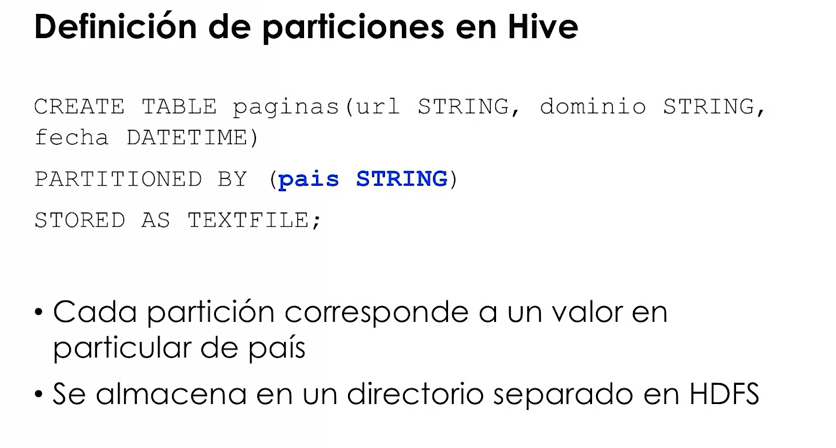 Definición de particiones en Hive
CREATE TABLE paginas(url STRING, dominio STRING,
fecha DATETIME)
PARTITIONED BY (pais STRING)
STORED AS TEXTFILE;
• Cada partición corresponde a un valor en
particular de país
• Se almacena en un directorio separado en HDFS